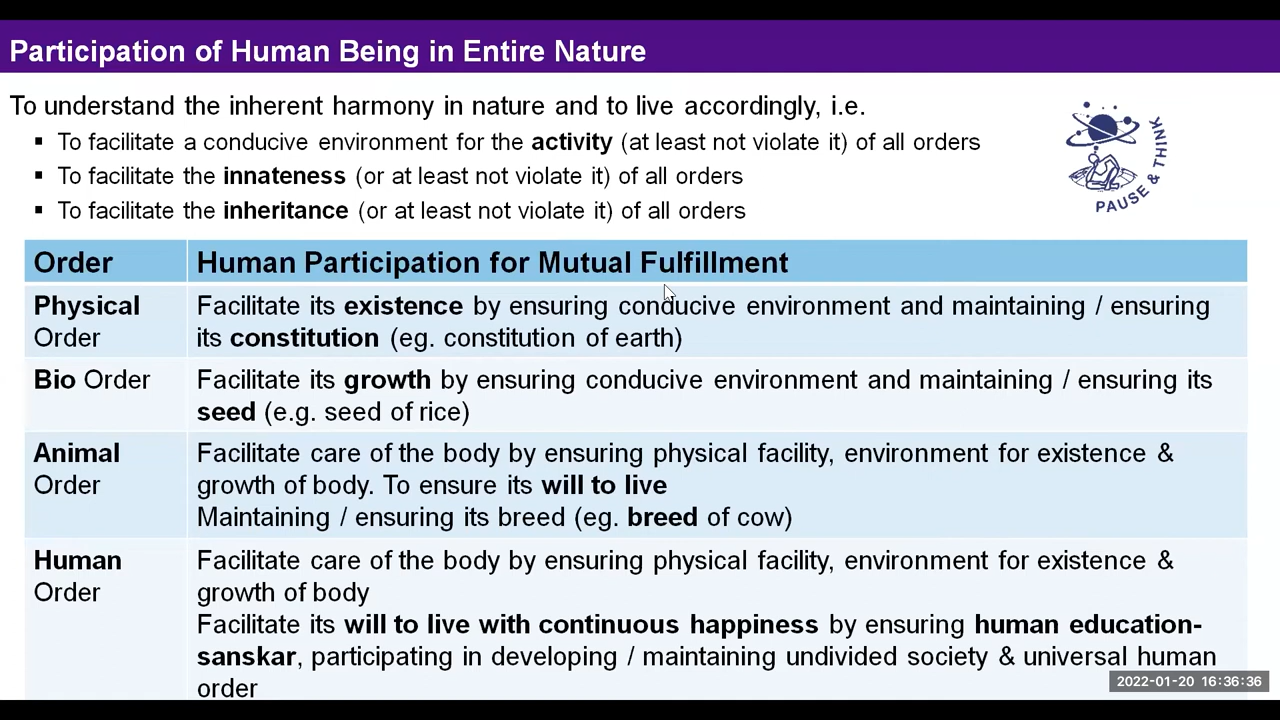 Participation of Human Being in Entire Nature
To understand the inherent harmony in nature and to live accordingly, i.e.
▪ To facilitate a conducive environment for the activity (at least not violate it) of all orders
▪ To facilitate the innateness (or at least not violate it) of all orders
▪ To facilitate the inheritance (or at least not violate it) of all orders
PAUSE & THINK
Order Human Participation for Mutual Fulfillment
Physical Facilitate its existence by ensuring conducive environment and maintaining / ensuring
Order its constitution (eg. constitution of earth)
Bio Order Facilitate its growth by ensuring conducive environment and maintaining / ensuring its
seed (e.g. seed of rice)
Animal Facilitate care of the body by ensuring physical facility, environment for existence &
Order growth of body. To ensure its will to live
Maintaining / ensuring its breed (eg. breed of cow)
Human Facilitate care of the body by ensuring physical facility, environment for existence &
Order growth of body
Facilitate its will to live with continuous happiness by ensuring human education-
sanskar, participating in developing / maintaining undivided society & universal human
order
2022-01-20 16:36:36